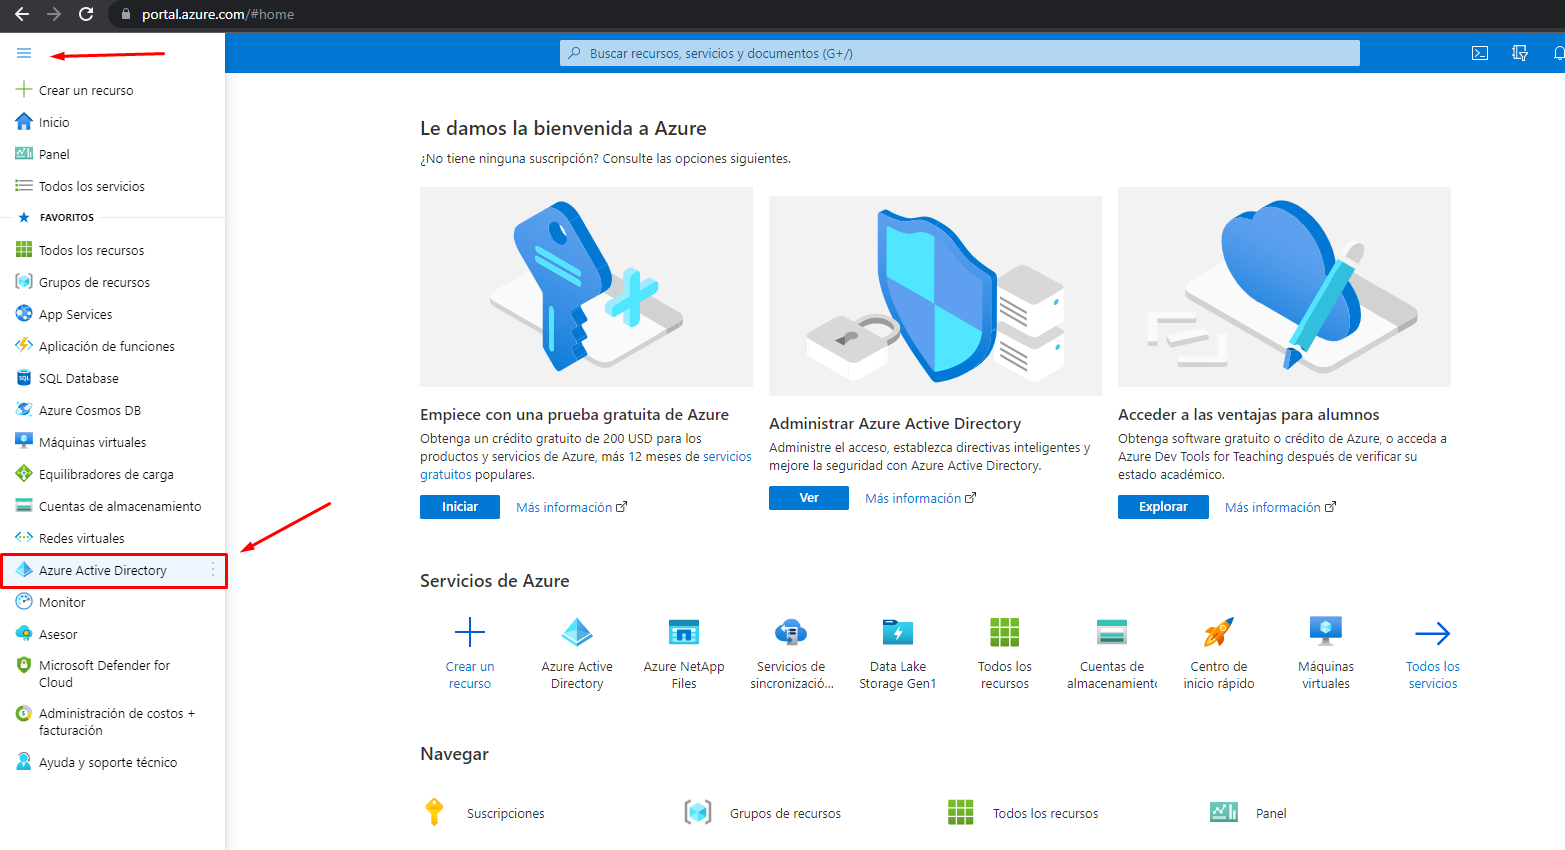 portal.azure.com/#home
Buscar recursos, servicios y documentos (G+/)
Crear un recurso
Inicio
Panel
Todos los servicios
FAVORITOS
Todos los recursos
Grupos de recursos
App Services
Aplicación de funciones
SQL
SQL Database
Azure Cosmos DB
Máquinas virtuales
Equilibradores de carga
Cuentas de almacenamiento
Redes virtuales
Azure Active Directory
Monitor
Asesor
Microsoft Defender for
Cloud
Administración de costos +
facturación
Ayuda y soporte técnico
Le damos la bienvenida a Azure
¿No tiene ninguna suscripción? Consulte las opciones siguientes.
Empiece con una prueba gratuita de Azure
Obtenga un crédito gratuito de 200 USD para los
productos y servicios de Azure, más 12 meses de servicios
gratuitos populares.
Iniciar
Más información
Administrar Azure Active Directory
Administre el acceso, establezca directivas inteligentes y
mejore la seguridad con Azure Active Directory.
Ver
Más información
Acceder a las ventajas para alumnos
Obtenga software gratuito o crédito de Azure, o acceda a
Azure Dev Tools for Teaching después de verificar su
estado académico.
Explorar
Más información
Servicios de Azure
Crear un
recurso
Azure Active
Directory
Azure NetApp
Files
Servicios de
sincronizació...
Data Lake
Storage Gen1
Todos los
recursos
Cuentas de
almacenamiento
Centro de
inicio rápido
Máquinas
virtuales
Todos los
servicios
Navegar
Suscripciones
Grupos de recursos
Todos los recursos
Panel